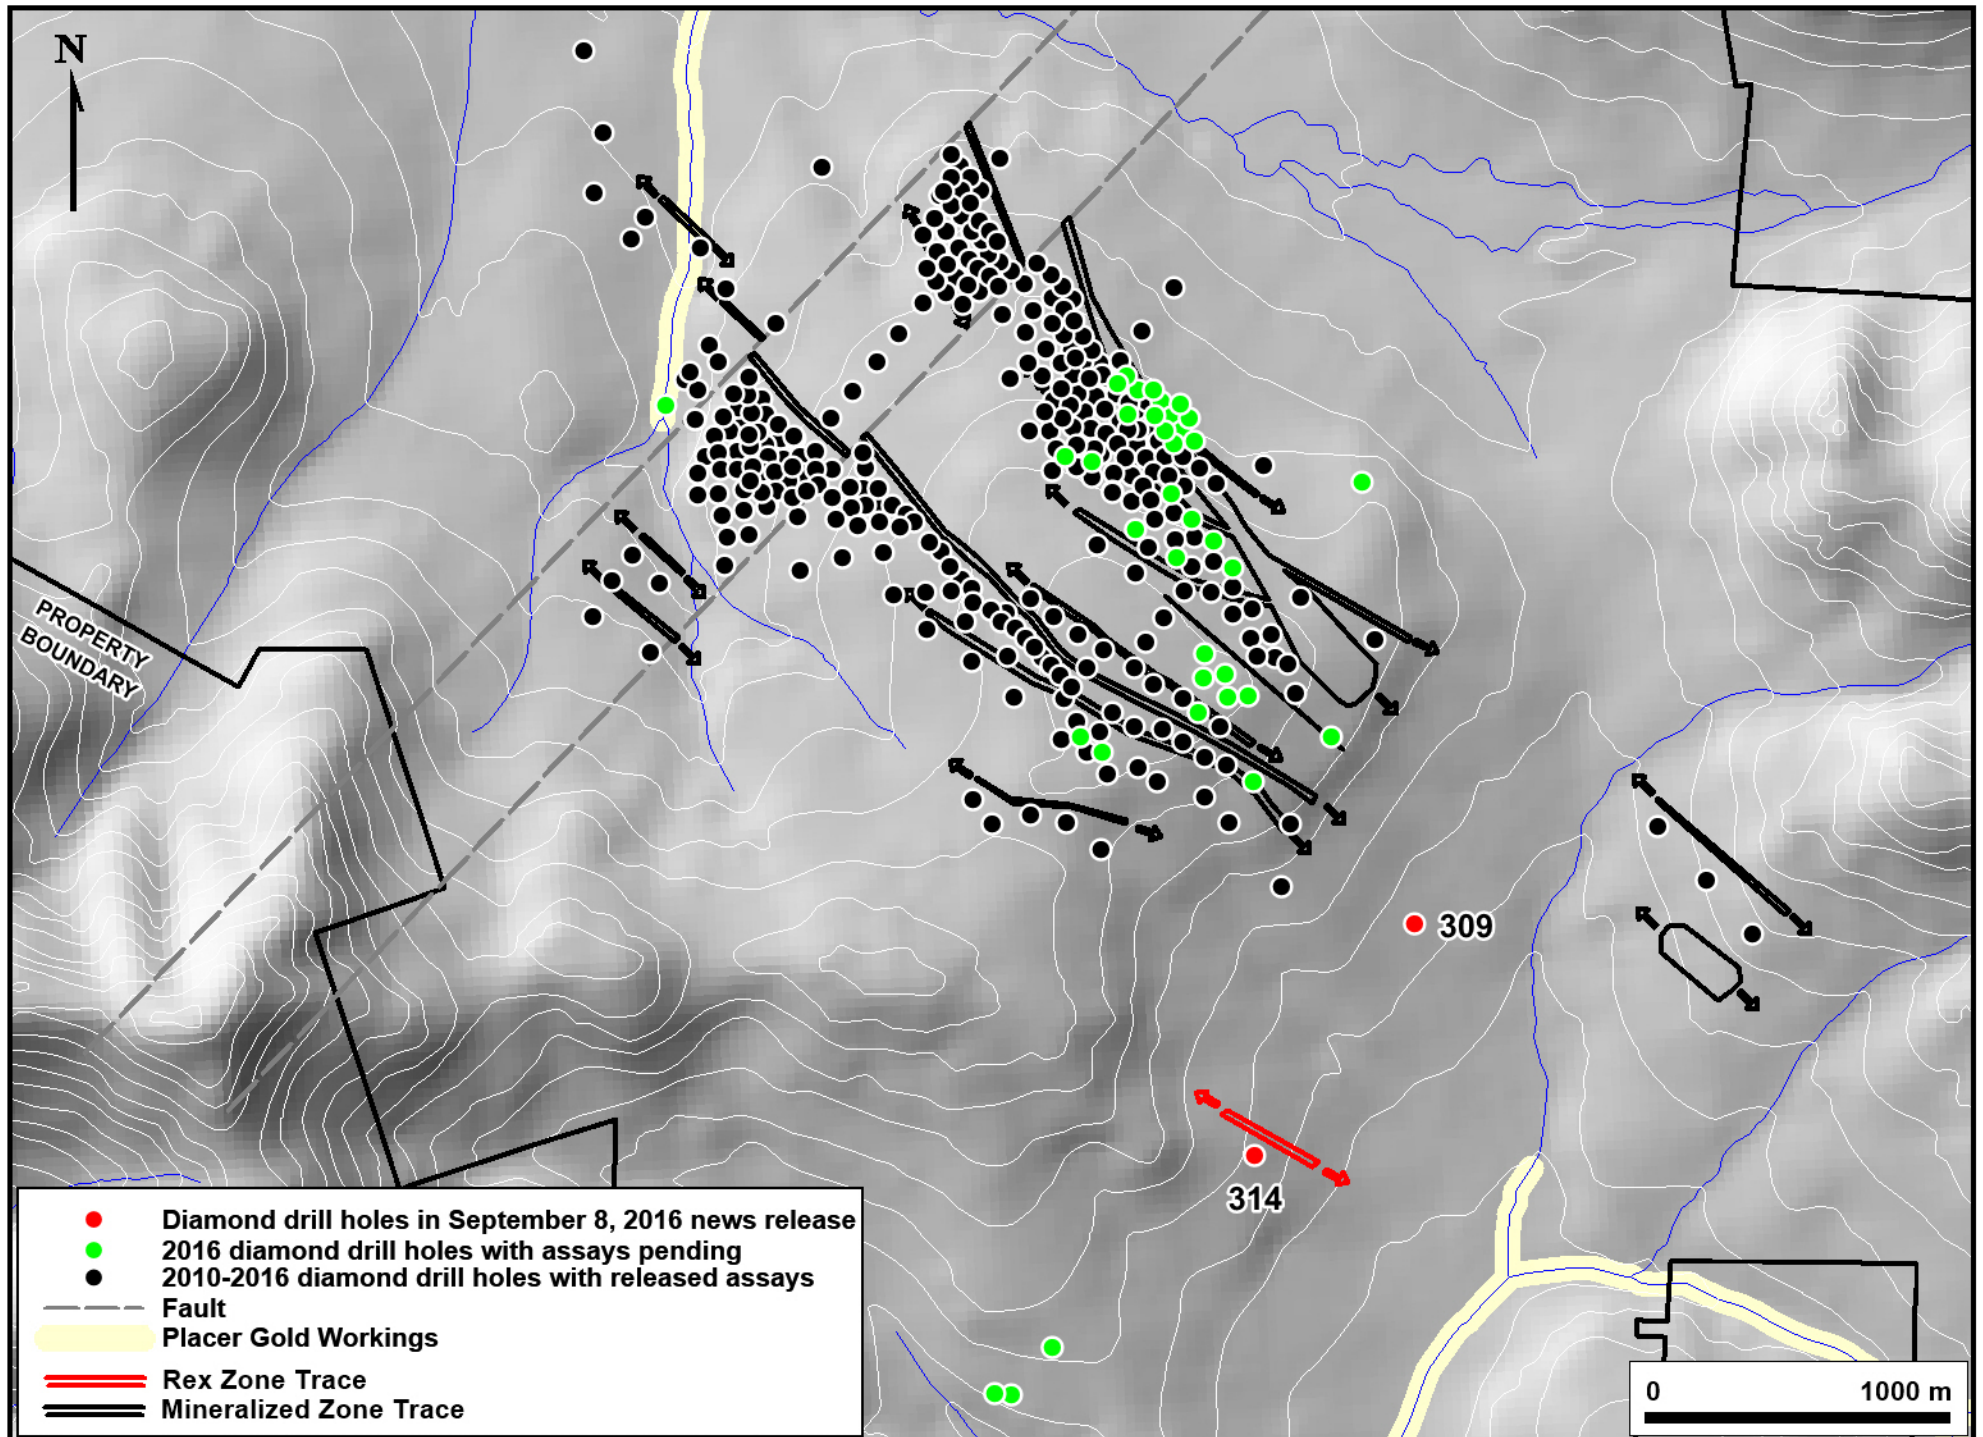 N
PROPERTY
BOUNDARY
309
314
Diamond drill holes in September 8, 2016 news release
2016 diamond drill holes with assays pending
2010-2016 diamond drill holes with released assays
Fault
Placer Gold Workings
Rex Zone Trace
Mineralized Zone Trace
0 1000 m